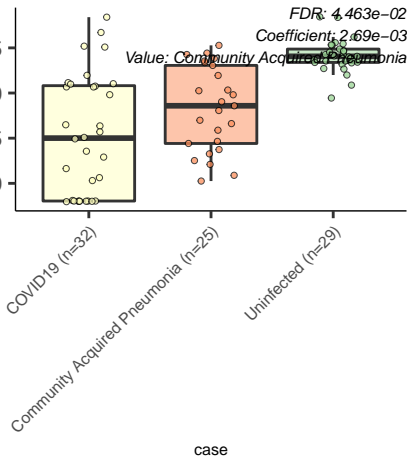 FDR: 4.463e−02
Coefficient: 2.69e−03
Value: Community Acquired Pneumonia
COVID19 (n=32)
Community Acquired Pneumonia (n=25)
Uninfected (n=29)
case